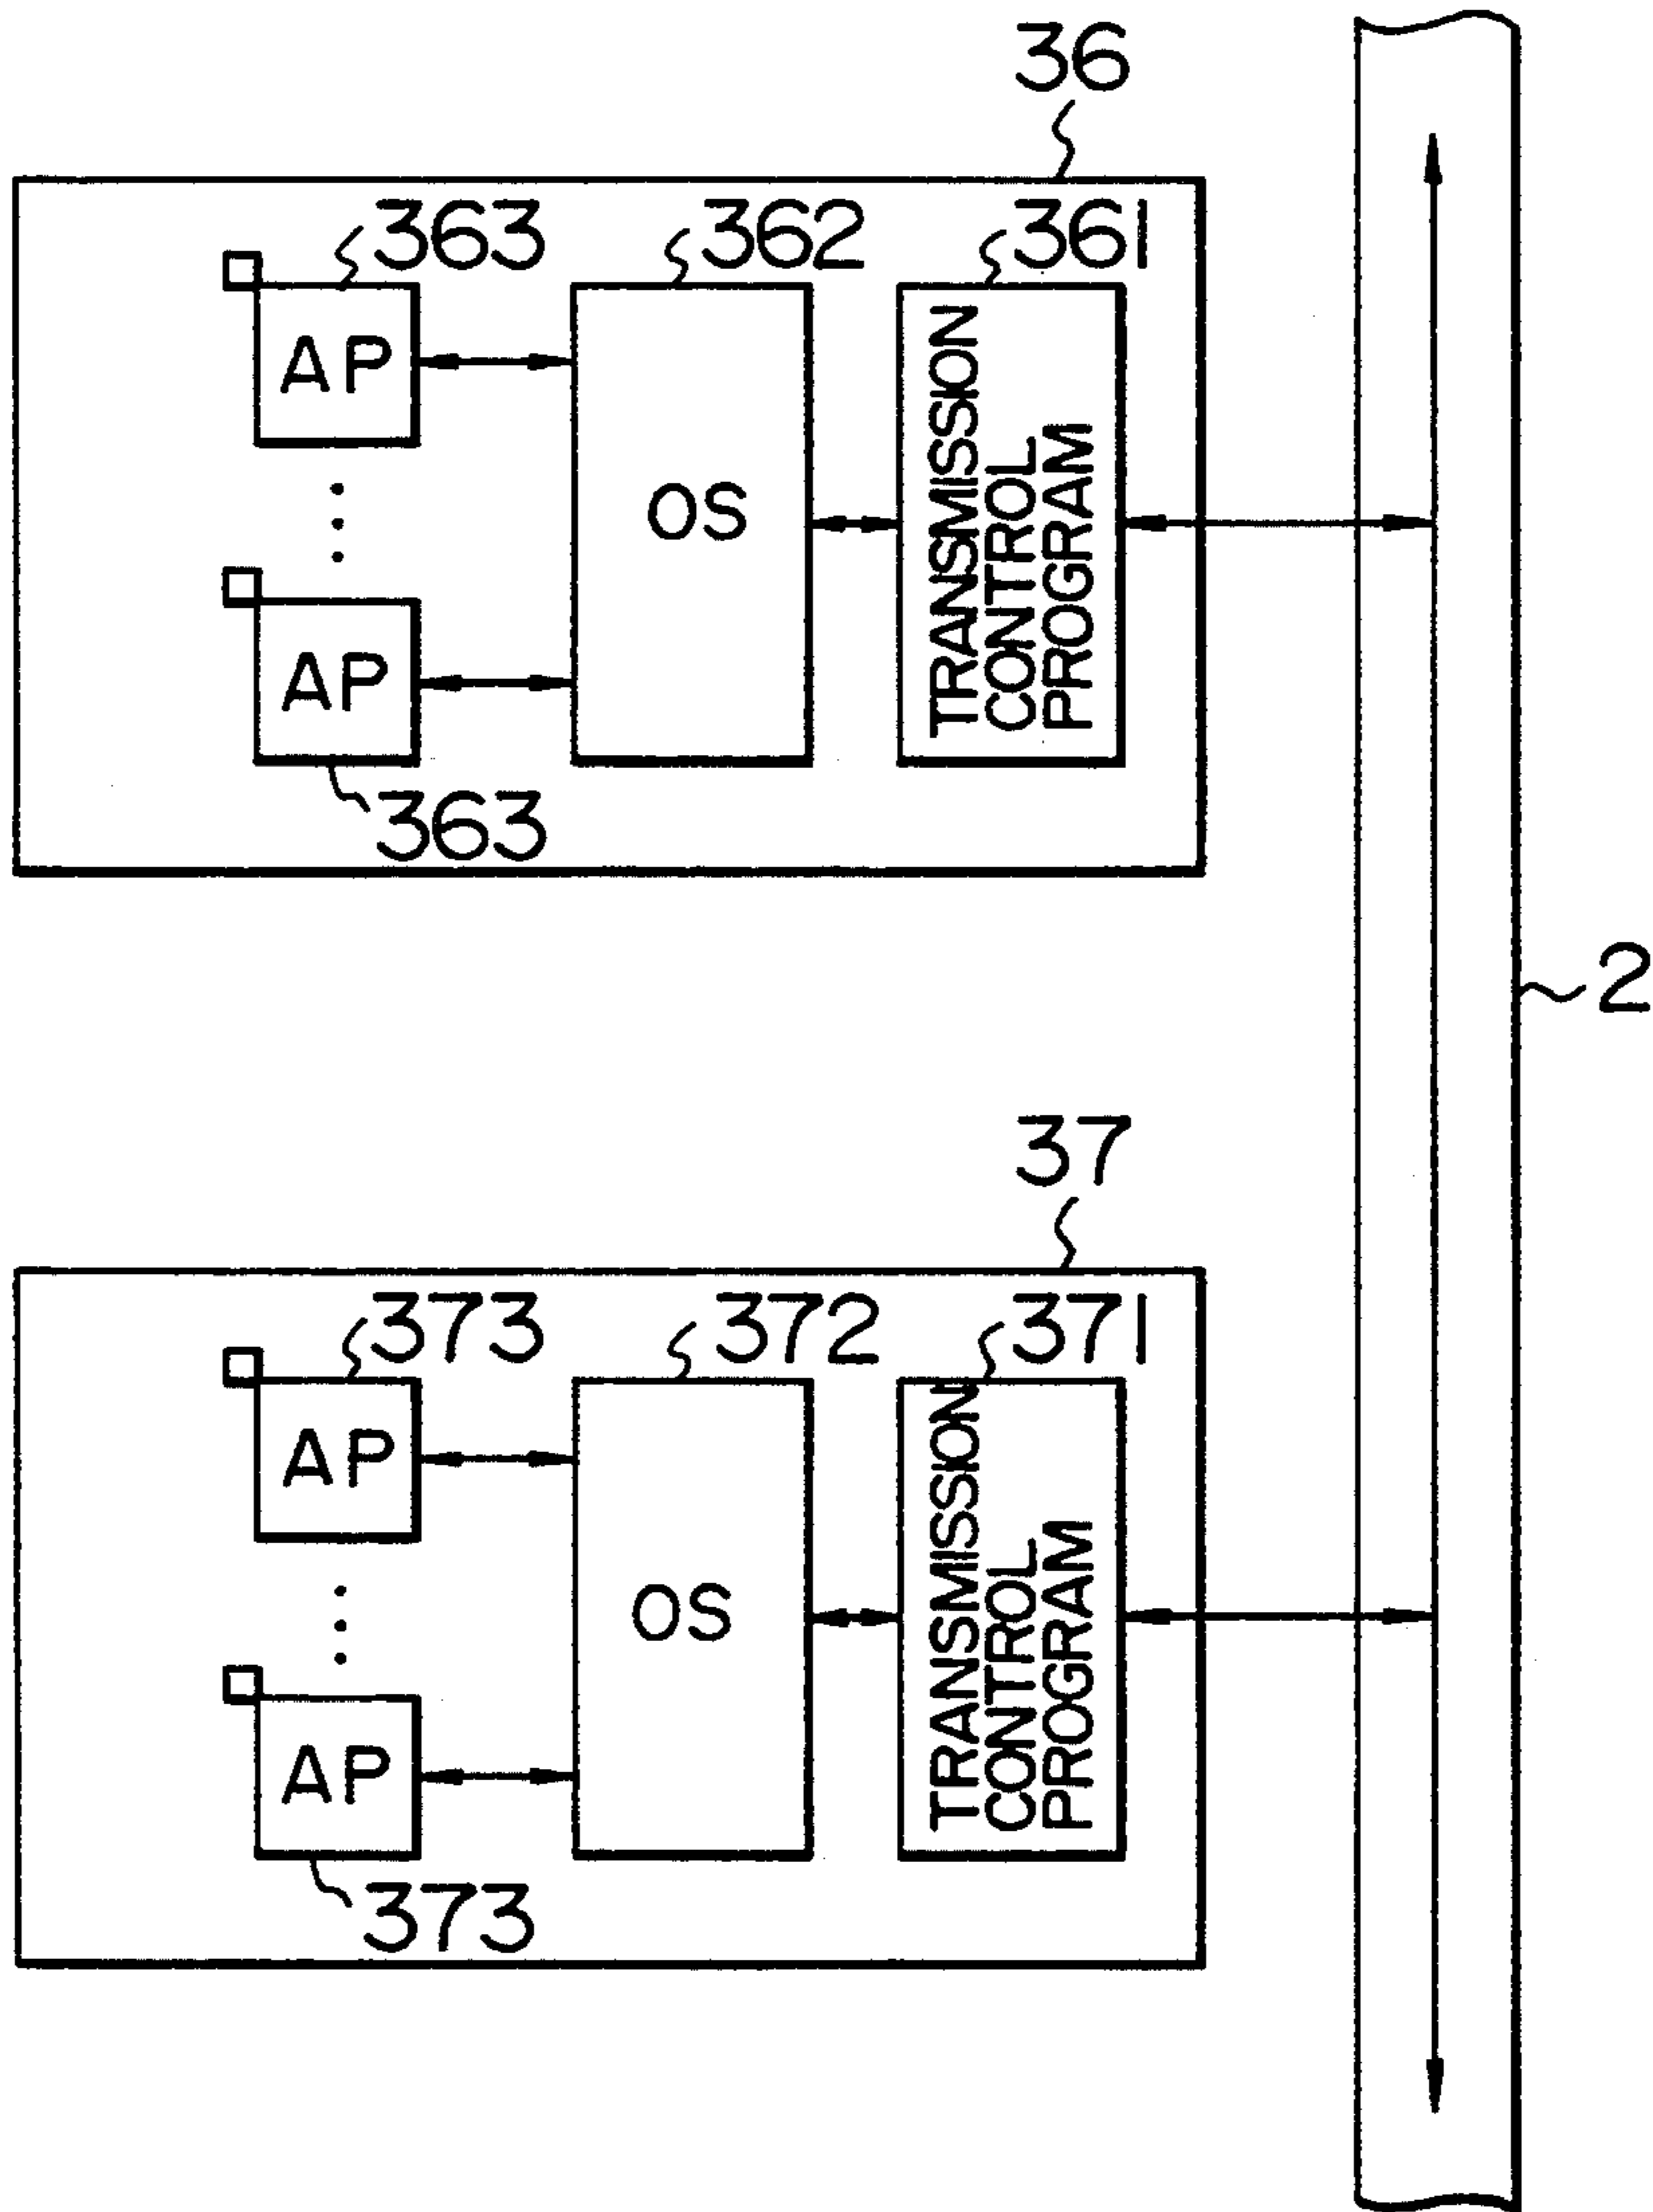 36
363
362
361
AP
OS
TRANSMISSION
CONTROL
PROGRAM
AP
363
2
37
373
372
371
AP
OS
TRANSMISSION
CONTROL
PROGRAM
AP
373